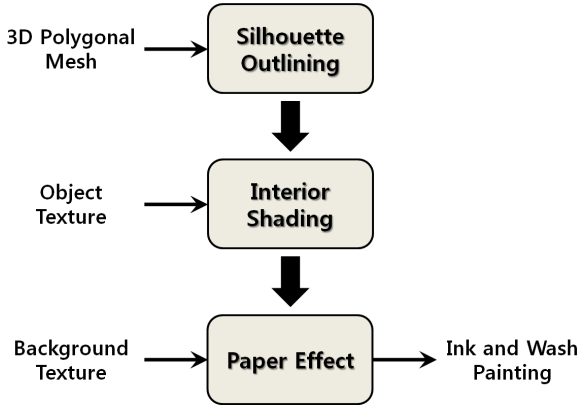 3D Polygonal
Mesh
Silhouette
Outlining
Object
Texture
Interior
Shading
Background
Texture
Paper Effect
Ink and Wash
Painting